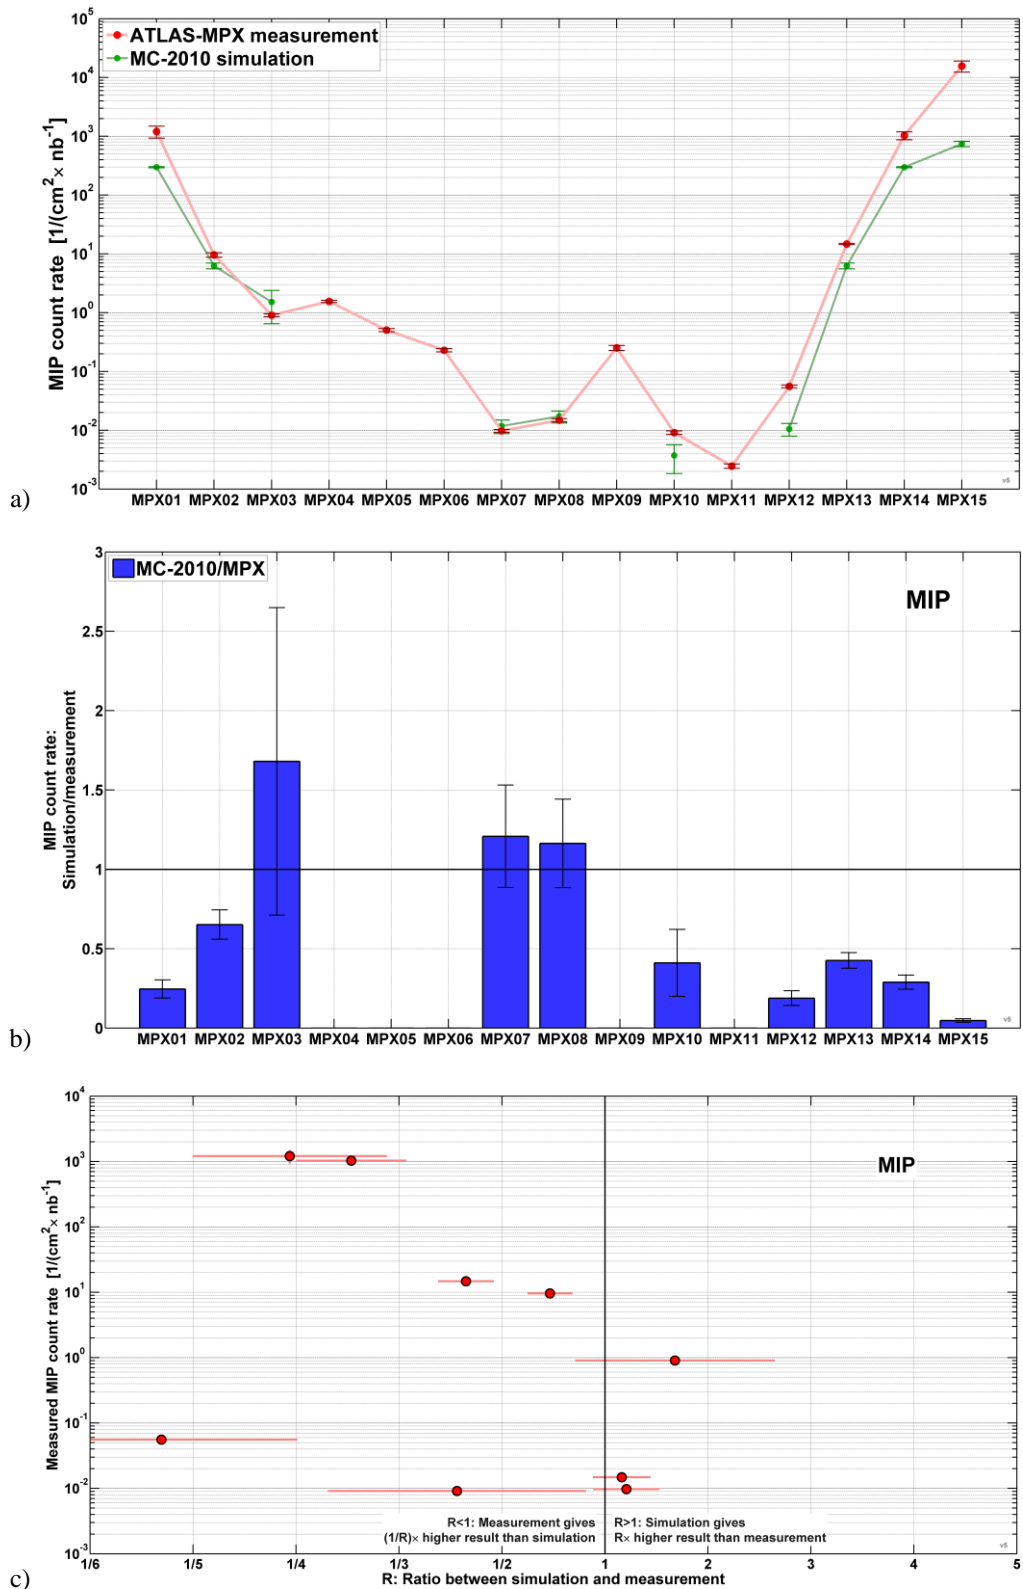 10^5
ATLAS-MPX measurement
MC-2010 simulation
10^4
10^3
10^2
10^1
10^0
10^-1
10^-2
10^-3
MIP count rate [1/(cm^2 × nb^-1)]
MPX01 MPX02 MPX03 MPX04 MPX05 MPX06 MPX07 MPX08 MPX09 MPX10 MPX11 MPX12 MPX13 MPX14 MPX15
v5
a)
3
MC-2010/MPX
MIP
2.5
2
1.5
1
0.5
0
MIP count rate:
Simulation/measurement
MPX01 MPX02 MPX03 MPX04 MPX05 MPX06 MPX07 MPX08 MPX09 MPX10 MPX11 MPX12 MPX13 MPX14 MPX15
v5
b)
10^4
MIP
10^3
10^2
10^1
10^0
10^-1
10^-2
10^-3
Measured MIP count rate [1/(cm^2 × nb^-1)]
R<1: Measurement gives
(1/R)× higher result than simulation
R>1: Simulation gives
R× higher result than measurement
v5
1/6 1/5 1/4 1/3 1/2 1 2 3 4 5
R: Ratio between simulation and measurement
c)